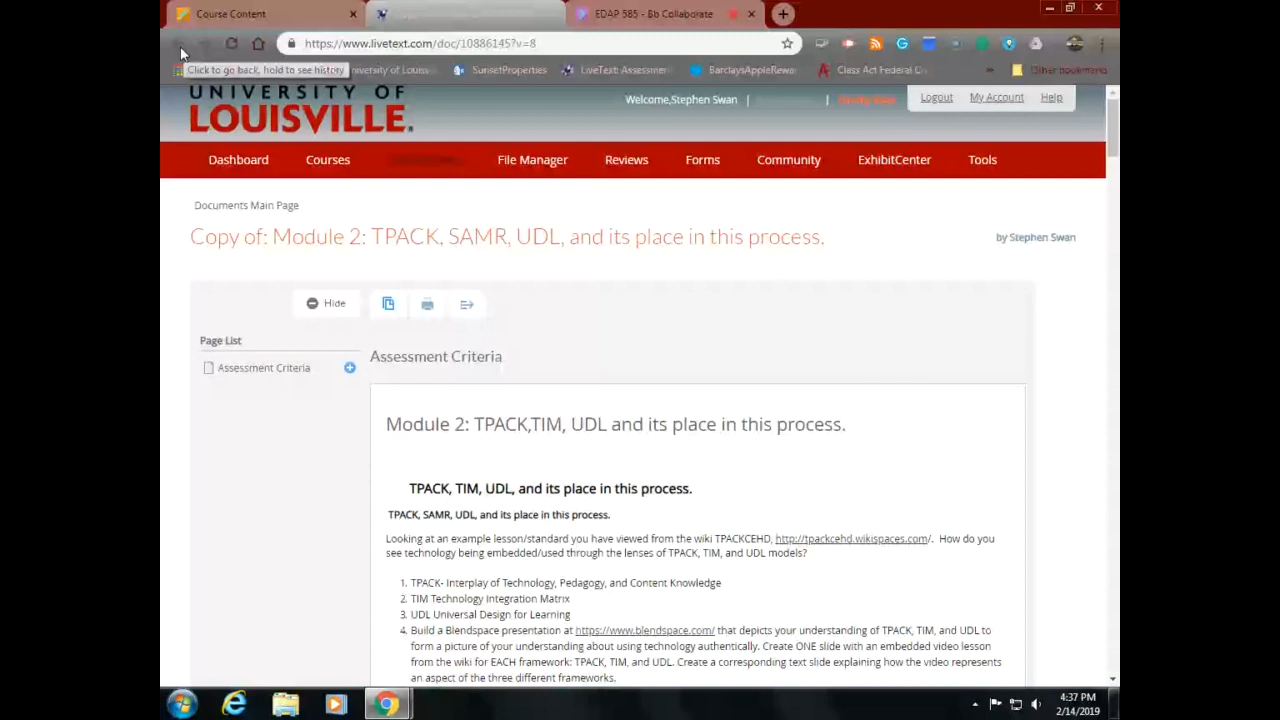 Course Content
EDAP 585 - Bb Collaborate
https://www.livetext.com/doc/10886145?v=8
Click to go back, hold to see history
niversity of Louis
SunsetProperties
LiveText: Assessmen
BarclaysAppleRewar
Class Act Federal C
Other bookmarks
UNIVERSITY OF
LOUISVILLE.
Welcome,Stephen Swan
Logout
My Account
Help
Dashboard
Courses
File Manager
Reviews
Forms
Community
ExhibitCenter
Tools
Documents Main Page
Copy of: Module 2: TPACK, SAMR, UDL, and its place in this process.
by Stephen Swan
Hide
Page List
Assessment Criteria
Assessment Criteria
Module 2: TPACK,TIM, UDL and its place in this process.
TPACK, TIM, UDL, and its place in this process.
TPACK, SAMR, UDL, and its place in this process.
Looking at an example lesson/standard you have viewed from the wiki TPACKCEHD, http://tpackcehd.wikispaces.com/. How do you
see technology being embedded/used through the lenses of TPACK, TIM, and UDL models?
1. TPACK- Interplay of Technology, Pedagogy, and Content Knowledge
2. TIM Technology Integration Matrix
3. UDL Universal Design for Learning
4. Build a Blendspace presentation at https://www.blendspace.com/ that depicts your understanding of TPACK, TIM, and UDL to
form a picture of your understanding about using technology authentically. Create ONE slide with an embedded video lesson
from the wiki for EACH framework: TPACK, TIM, and UDL. Create a corresponding text slide explaining how the video represents
an aspect of the three different frameworks.
4:37 PM
2/14/2019